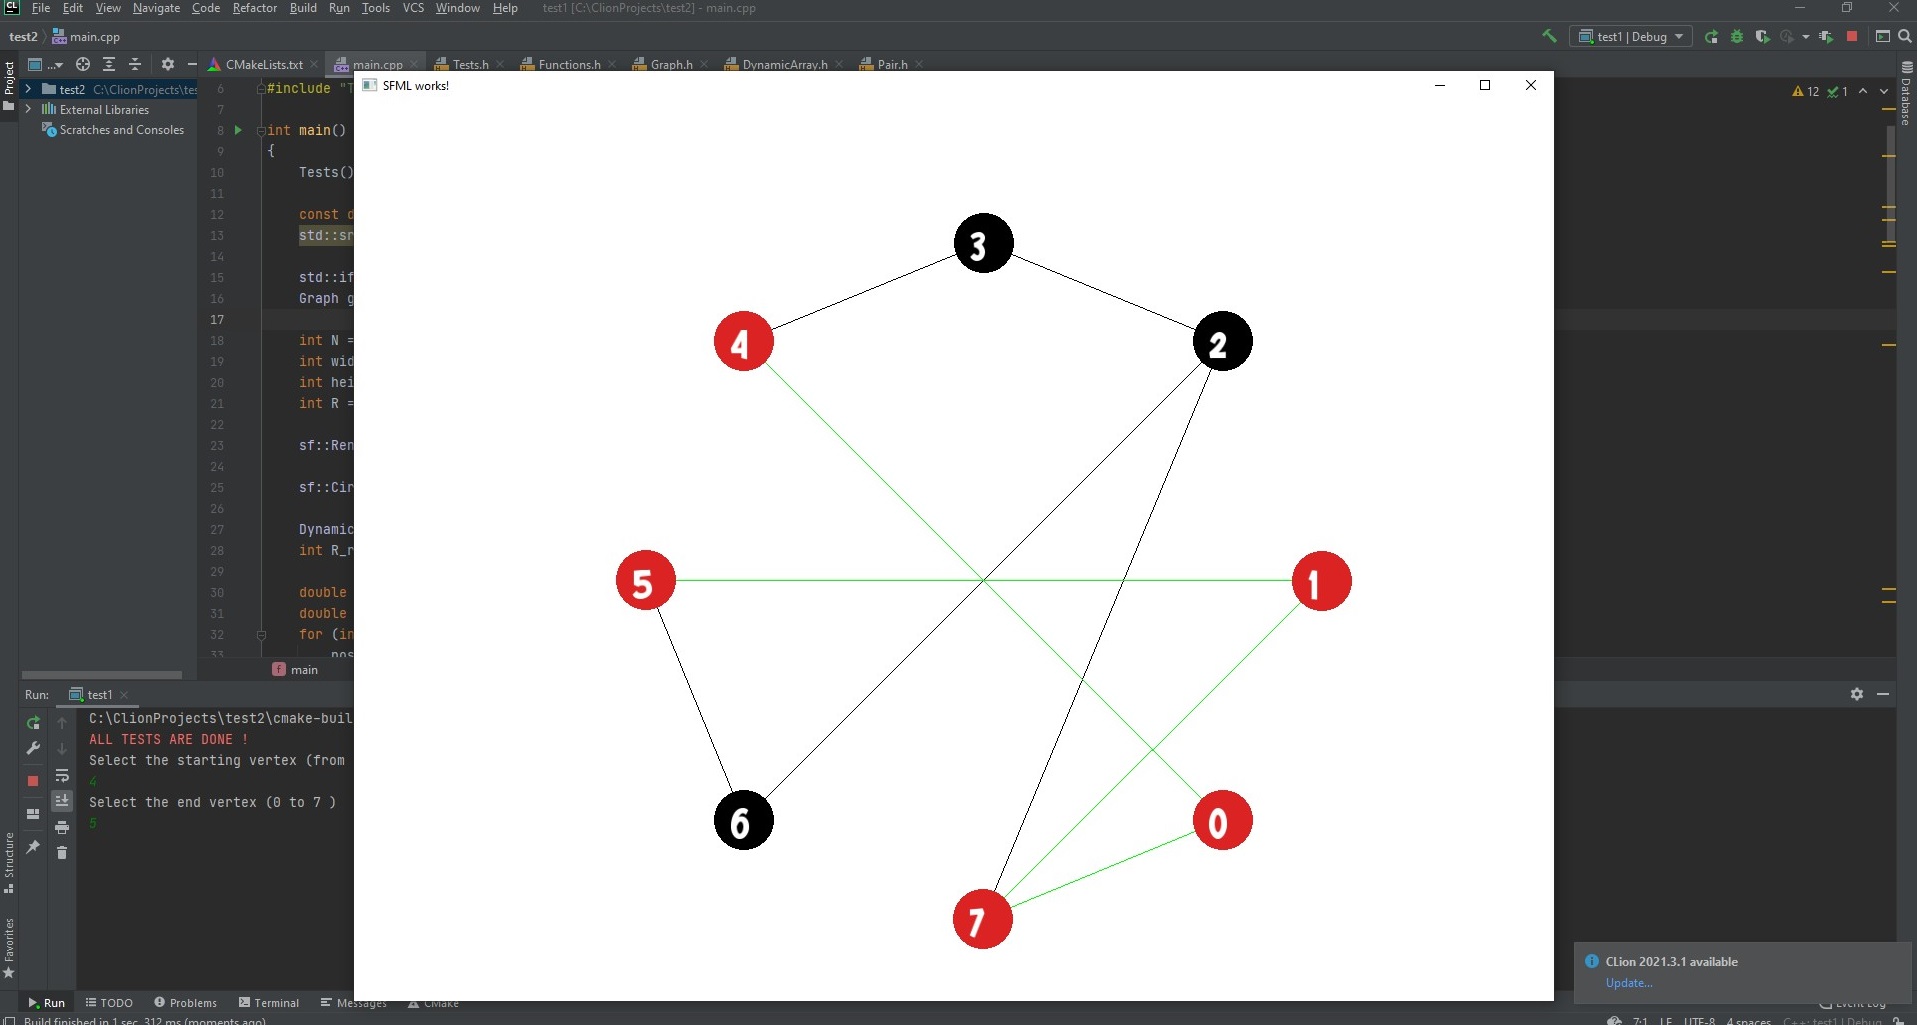 CL File Edit View Navigate Code Refactor Build Run Tools VCS Window Help test1 [C:\ClionProjects\test2] - main.cpp
test2 main.cpp test1 | Debug
Project
... CMakeLists.txt main.cpp Tests.h Functions.h Graph.h DynamicArray.h Pair.h
test2 C:\ClionProjects\te
External Libraries
Scratches and Consoles
SFML works!
12 1
Database
6 #include "T
7
8 int main()
9 {
10 Tests()
11
12 const d
13 std::sr
14
15 std::if
16 Graph g
17
18 int N =
19 int wid
20 int hei
21 int R =
22
23 sf::Ren
24
25 sf::Cir
26
27 Dynamic
28 int R_r
29
30 double
31 double
32 for (in
33 pos
f main
3
4
2
5
1
6
0
7
Run: test1
C:\ClionProjects\test2\cmake-buil
ALL TESTS ARE DONE !
Select the starting vertex (from
4
Select the end vertex (0 to 7 )
5
Structure
Favorites
CLion 2021.3.1 available
Update...
Run TODO Problems Terminal Messages CMake Event Log
Build finished in 1 sec, 312 ms (moments ago) 7:1 LF UTF-8 4 spaces C++: test1 | Debug